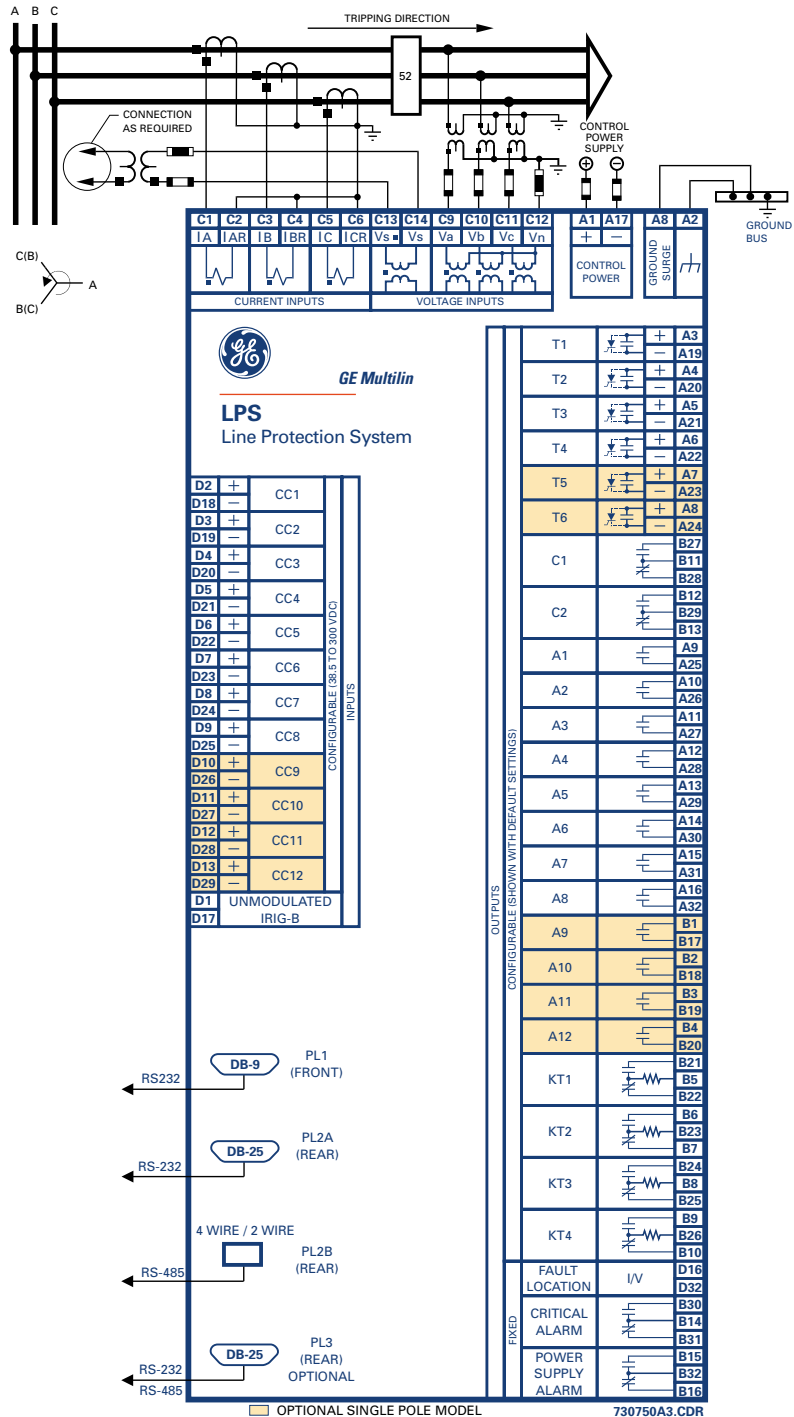 A B C
TRIPPING DIRECTION
52
CONNECTION
AS REQUIRED
CONTROL
POWER
SUPPLY
+ −
GROUND
BUS
C1 C2 C3 C4 C5 C6 C13 C14 C9 C10 C11 C12 A1 A17 A8 A2
IA IAR IB IBR IC ICR Vs Vs Va Vb Vc Vn + −
CONTROL
POWER
GROUND
SURGE
CURRENT INPUTS
VOLTAGE INPUTS
C(B)
A
B(C)
GE
GE Multilin
LPS
Line Protection System
D2 + CC1
D18 −
D3 + CC2
D19 −
D4 + CC3
D20 −
D5 + CC4
D21 −
D6 + CC5
D22 −
D7 + CC6
D23 −
D8 + CC7
D24 −
D9 + CC8
D25 −
D10 + CC9
D26 −
D11 + CC10
D27 −
D12 + CC11
D28 −
D13 + CC12
D29 −
D1 UNMODULATED
D17 IRIG-B
CONFIGURABLE (38.5 TO 300 VDC)
INPUTS
OUTPUTS
CONFIGURABLE (SHOWN WITH DEFAULT SETTINGS)
T1 + A3
− A19
T2 + A4
− A20
T3 + A5
− A21
T4 + A6
− A22
T5 + A7
− A23
T6 + A8
− A24
B27
C1 B11
B28
B12
C2 B29
B13
A1 A9
A25
A2 A10
A26
A3 A11
A27
A4 A12
A28
A5 A13
A29
A6 A14
A30
A7 A15
A31
A8 A16
A32
A9 B1
B17
A10 B2
B18
A11 B3
B19
A12 B4
B20
B21
KT1 B5
B22
B6
KT2 B23
B7
B24
KT3 B8
B25
B9
KT4 B26
B10
FIXED
FAULT
LOCATION
I/V
D16
D32
CRITICAL
ALARM
B30
B14
B31
POWER
SUPPLY
ALARM
B15
B32
B16
RS232
DB-9
PL1
(FRONT)
RS-232
DB-25
PL2A
(REAR)
4 WIRE / 2 WIRE
RS-485
PL2B
(REAR)
RS-232
RS-485
DB-25
PL3
(REAR)
OPTIONAL
OPTIONAL SINGLE POLE MODEL
730750A3.CDR